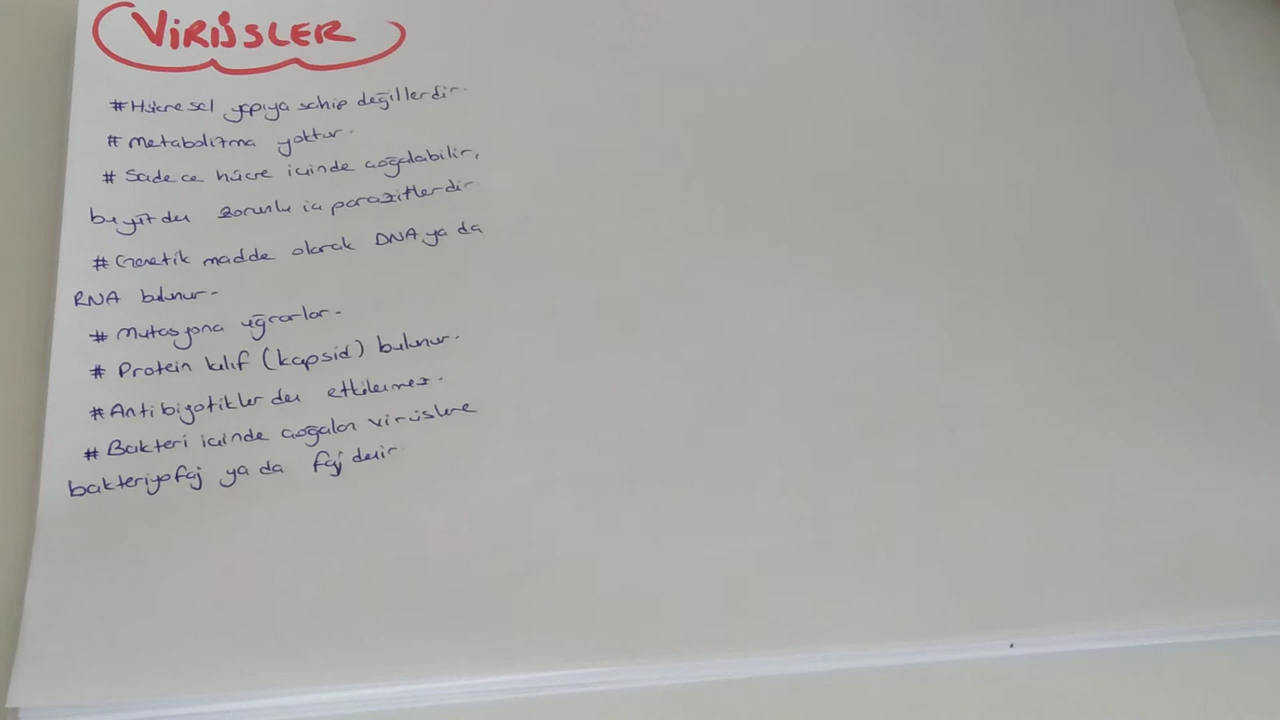 VİRÜSLER
# Hücresel yapıya sahip değillerdir.
# Metabolizma yoktur.
# Sadece hücre içinde çoğalabilir,
bu yüzden zorunlu iç parazitlerdir.
# Genetik madde olarak DNA ya da
RNA bulunur.
# Mutasyona uğrarlar.
# Protein kılıf (kapsid) bulunur.
# Antibiyotikler den etkilenmez.
# Bakteri içinde çoğalan virüslere
bakteriyofaj ya da faj denir.